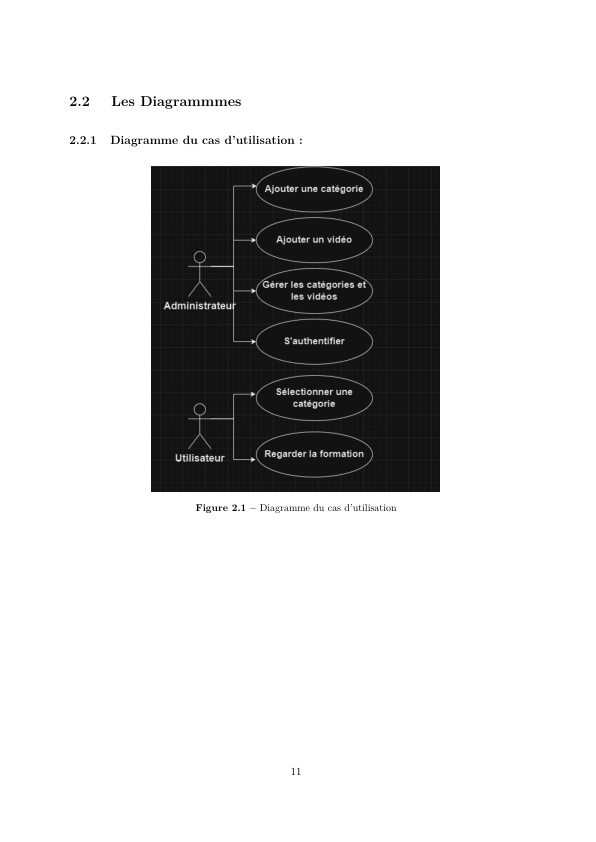 2.2 Les Diagrammmes
2.2.1 Diagramme du cas d'utilisation :
Ajouter une catégorie
Ajouter un vidéo
Gérer les catégories et
les vidéos
Administrateur
S'authentifier
Sélectionner une
catégorie
Utilisateur
Regarder la formation
Figure 2.1 – Diagramme du cas d'utilisation
11